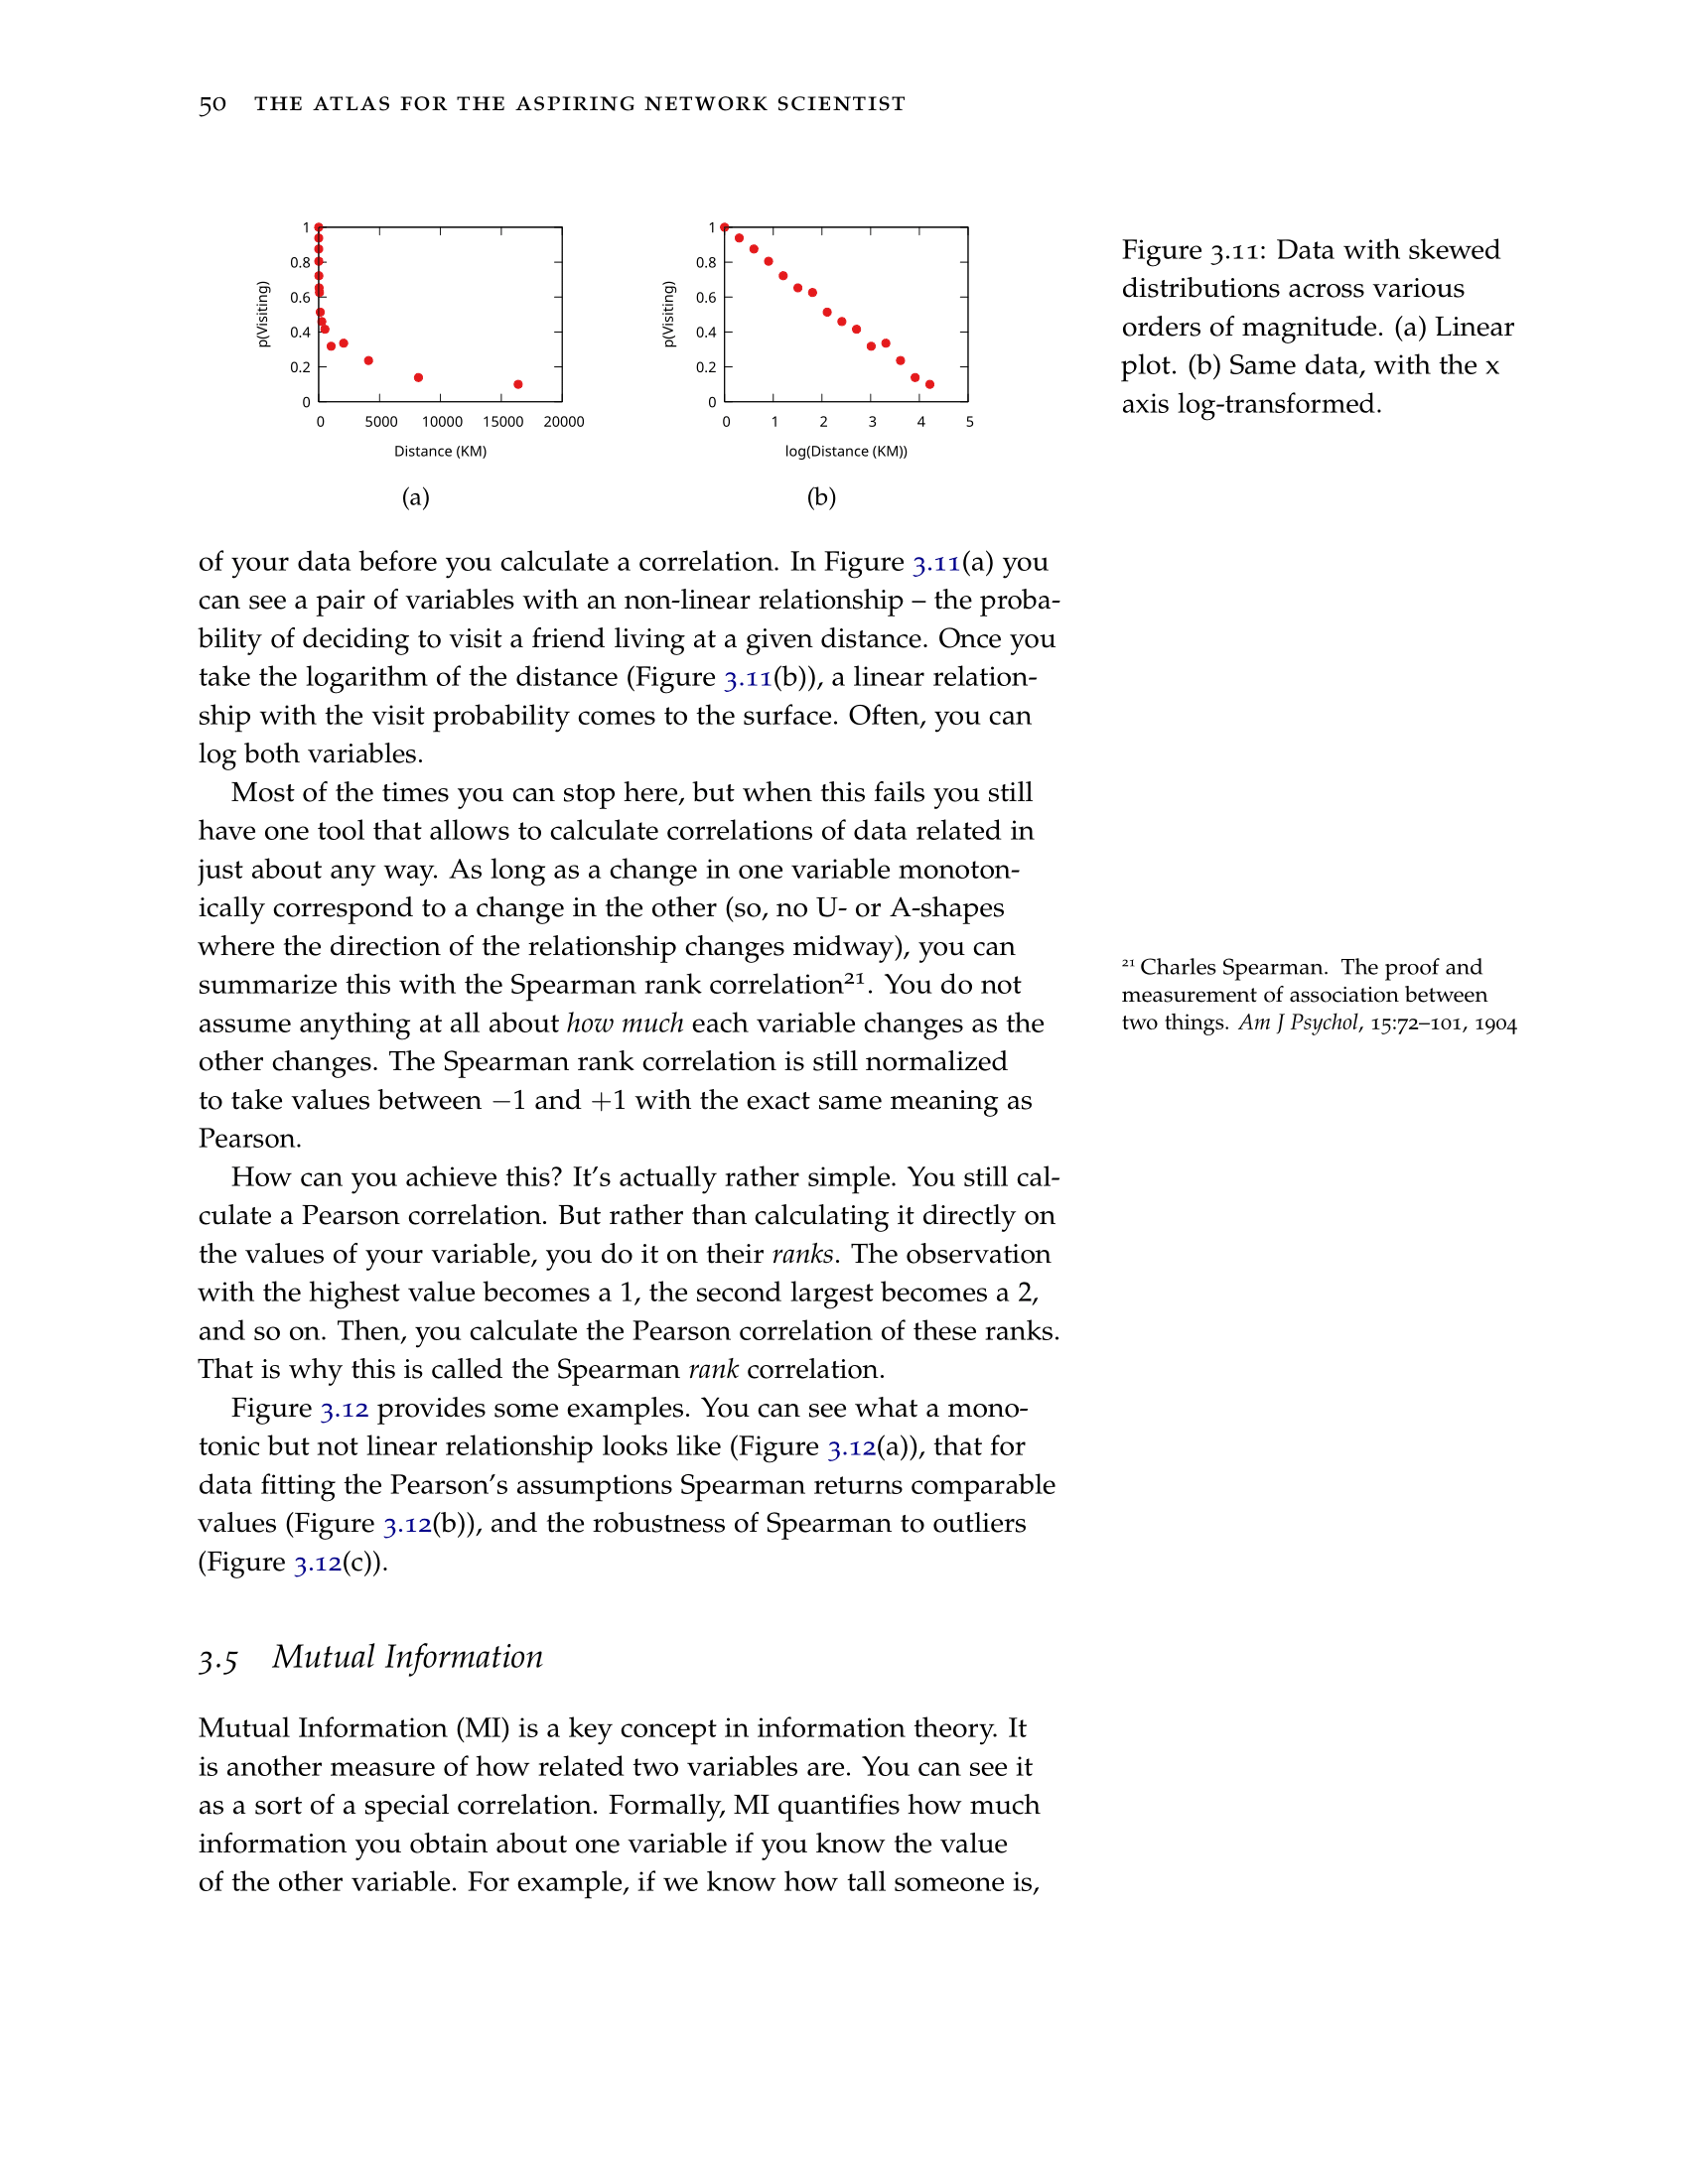 50 THE ATLAS FOR THE ASPIRING NETWORK SCIENTIST
1
0.8
0.6
0.4
0.2
0
p(Visiting)
0 5000 10000 15000 20000
Distance (KM)
(a)
1
0.8
0.6
0.4
0.2
0
p(Visiting)
0 1 2 3 4 5
log(Distance (KM))
(b)
Figure 3.11: Data with skewed
distributions across various
orders of magnitude. (a) Linear
plot. (b) Same data, with the x
axis log-transformed.
of your data before you calculate a correlation. In Figure 3.11(a) you
can see a pair of variables with an non-linear relationship – the proba-
bility of deciding to visit a friend living at a given distance. Once you
take the logarithm of the distance (Figure 3.11(b)), a linear relation-
ship with the visit probability comes to the surface. Often, you can
log both variables.
Most of the times you can stop here, but when this fails you still
have one tool that allows to calculate correlations of data related in
just about any way. As long as a change in one variable monoton-
ically correspond to a change in the other (so, no U- or A-shapes
where the direction of the relationship changes midway), you can
summarize this with the Spearman rank correlation²¹. You do not
assume anything at all about how much each variable changes as the
other changes. The Spearman rank correlation is still normalized
to take values between −1 and +1 with the exact same meaning as
Pearson.
²¹ Charles Spearman. The proof and
measurement of association between
two things. Am J Psychol, 15:72–101, 1904
How can you achieve this? It's actually rather simple. You still cal-
culate a Pearson correlation. But rather than calculating it directly on
the values of your variable, you do it on their ranks. The observation
with the highest value becomes a 1, the second largest becomes a 2,
and so on. Then, you calculate the Pearson correlation of these ranks.
That is why this is called the Spearman rank correlation.
Figure 3.12 provides some examples. You can see what a mono-
tonic but not linear relationship looks like (Figure 3.12(a)), that for
data fitting the Pearson's assumptions Spearman returns comparable
values (Figure 3.12(b)), and the robustness of Spearman to outliers
(Figure 3.12(c)).
3.5 Mutual Information
Mutual Information (MI) is a key concept in information theory. It
is another measure of how related two variables are. You can see it
as a sort of a special correlation. Formally, MI quantifies how much
information you obtain about one variable if you know the value
of the other variable. For example, if we know how tall someone is,